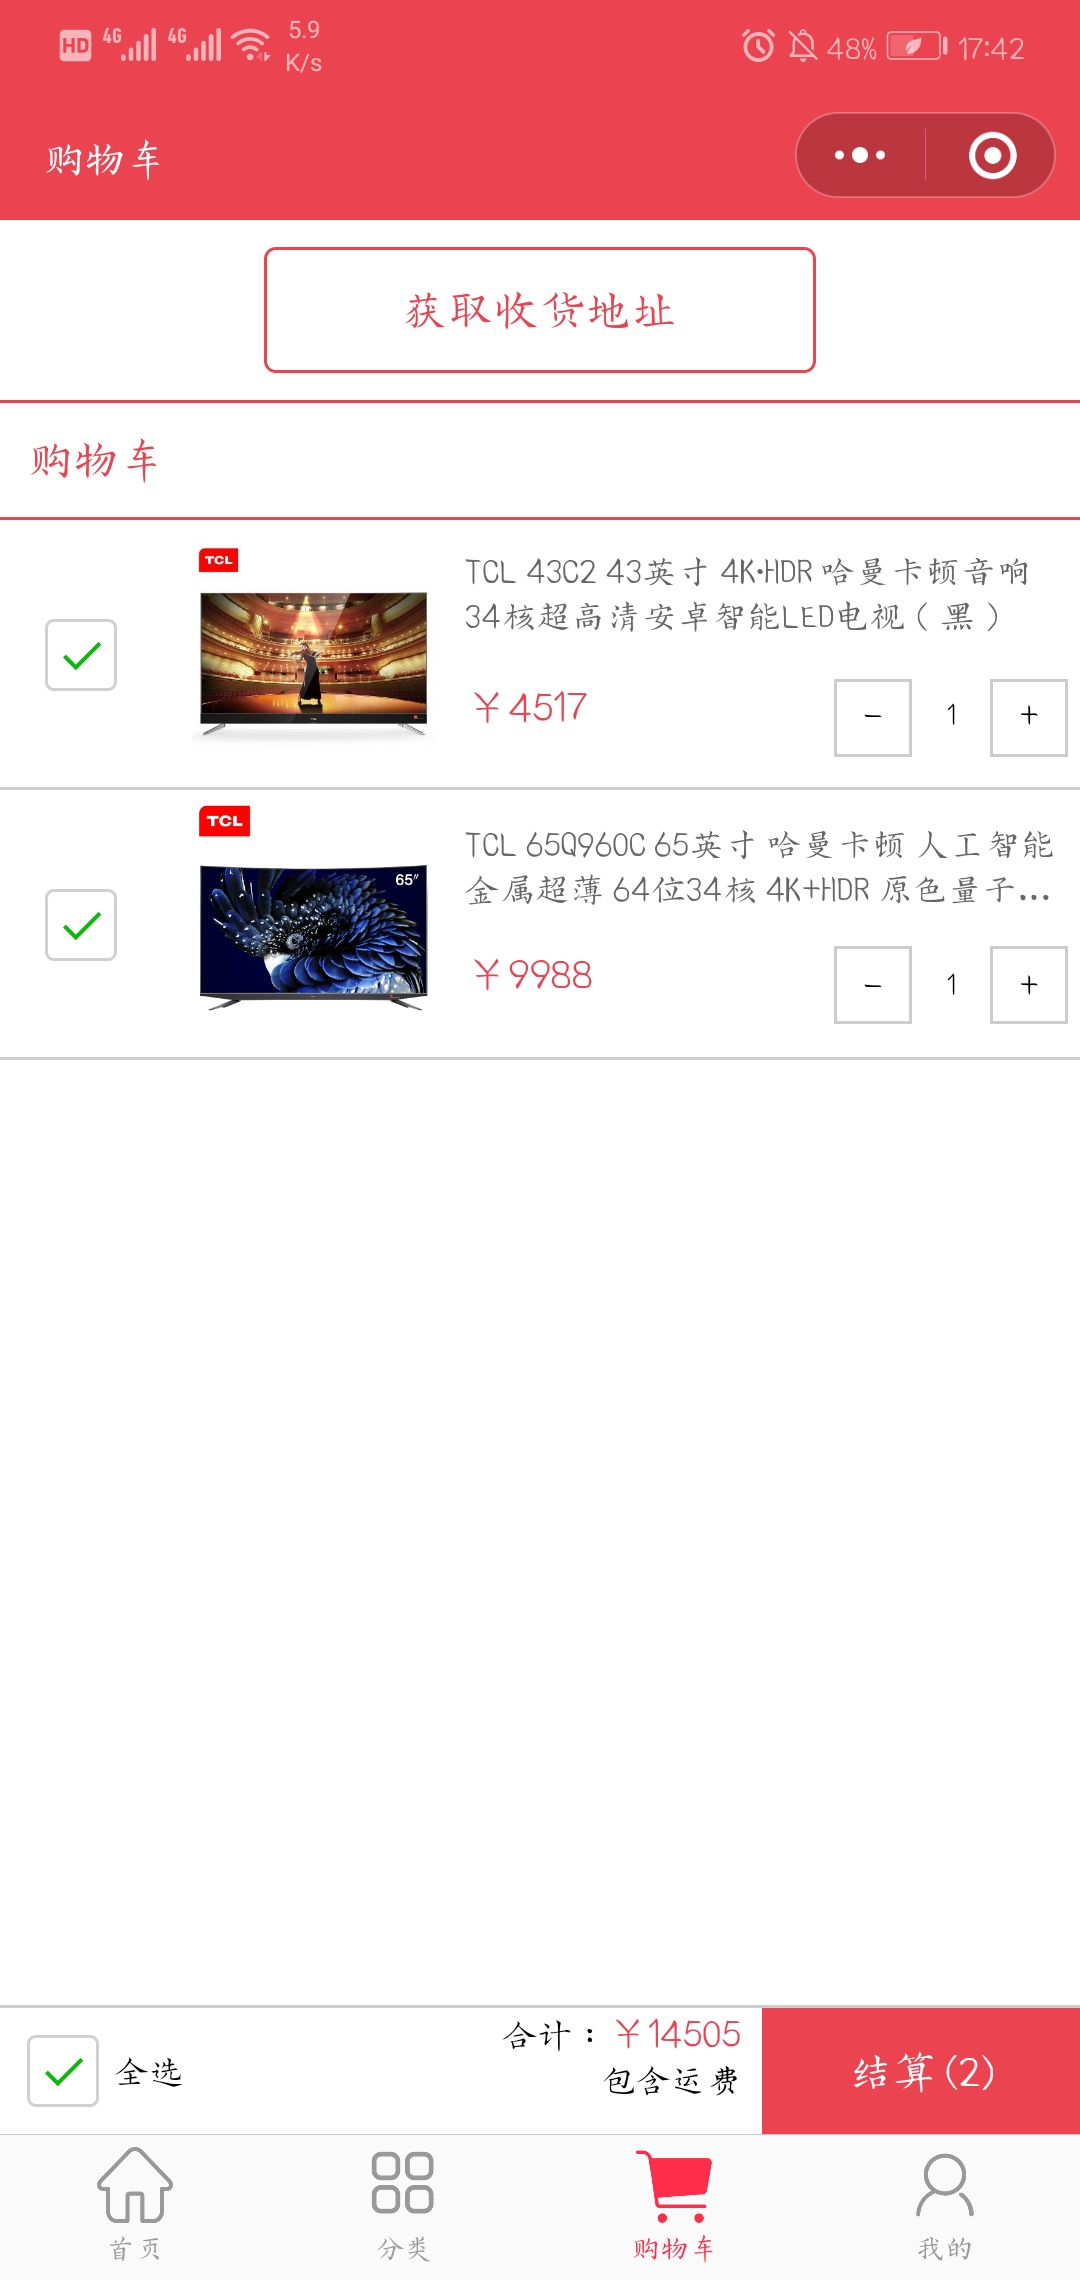 HD 4G 4G 5.9 K/s 48% 17:42
购物车
获取收货地址
购物车
TCL
TCL 43C2 43英寸 4K+HDR 哈曼卡顿音响
34核超高清安卓智能LED电视（黑）
￥4517
− 1 +
TCL
65″
TCL 65Q960C 65英寸 哈曼卡顿 人工智能
金属超薄 64位34核 4K+HDR 原色量子...
￥9988
− 1 +
全选
合计：￥14505
包含运费
结算(2)
首页 分类 购物车 我的